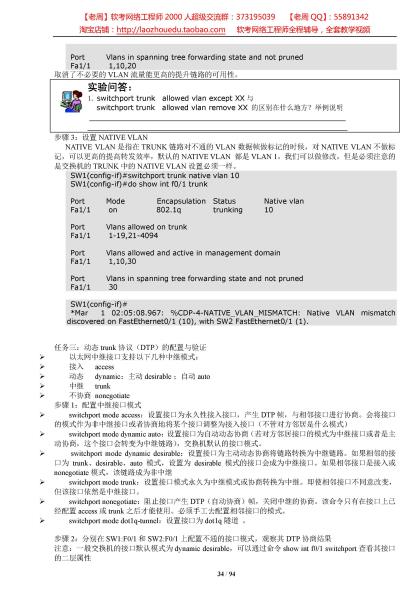 【老周】软考网络工程师 2000 人超级交流群：373195039 【老周 QQ】：55891342
淘宝店铺：http://laozhouedu.taobao.com 软考网络工程师全程辅导，全套教学视频
Port Vlans in spanning tree forwarding state and not pruned
Fa1/1 1,10,20
取消了不必要的 VLAN 流量能更高的提升链路的可用性。
实验问答：
1. switchport trunk allowed vlan except XX 与
switchport trunk allowed vlan remove XX 的区别在什么地方？举例说明
步骤 3：设置 NATIVE VLAN
NATIVE VLAN 是指在 TRUNK 链路对不通的 VLAN 数据帧做标记的时候，对 NATIVE VLAN 不做标
记，可以更高的提高转发效率，默认的 NATIVE VLAN 都是 VLAN 1，我们可以做修改，但是必须注意的
是交换机的 TRUNK 中的 NATIVE VLAN 设置必须一样。
SW1(config-if)#switchport trunk native vlan 10
SW1(config-if)#do show int f0/1 trunk
Port Mode Encapsulation Status Native vlan
Fa1/1 on 802.1q trunking 10
Port Vlans allowed on trunk
Fa1/1 1-19,21-4094
Port Vlans allowed and active in management domain
Fa1/1 1,10,30
Port Vlans in spanning tree forwarding state and not pruned
Fa1/1 30
SW1(config-if)#
*Mar 1 02:05:08.967: %CDP-4-NATIVE_VLAN_MISMATCH: Native VLAN mismatch
discovered on FastEthernet0/1 (10), with SW2 FastEthernet0/1 (1).
任务三：动态 trunk 协议（DTP）的配置与验证
➢ 以太网中继接口支持以下几种中继模式：
➢ 接入 access
➢ 动态 dynamic：主动 desirable ；自动 auto
➢ 中继 trunk
➢ 不协商 nonegotiate
步骤 1：配置中继接口模式
➢ switchport mode access：设置接口为永久性接入接口，产生 DTP 帧，与相邻接口进行协商。会将接口
的模式作为非中继接口或者协商地将某个接口调整为接入接口（不管对方邻居是什么模式）
➢ switchport mode dynamic auto：设置接口为自动动态协商（若对方邻居接口的模式为中继接口或者是主
动协商，这个接口会转变为中继链路），交换机默认的接口模式。
➢ switchport mode dynamic desirable：设置接口为主动动态协商将链路转换为中继链路。如果相邻的接
口为 trunk、desirable、auto 模式，设置为 desirable 模式的接口会成为中继接口。如果相邻接口是接入或
nonegotiate 模式，该链路成为非中继
➢ switchport mode trunk：设置接口模式永久为中继模式或协商转换为中继。即使相邻接口不同意改变，
但该接口依然是中继接口。
➢ switchport nonegotiate：阻止接口产生 DTP（自动协商）帧，关闭中继的协商。该命令只有在接口上已
经配置 access 或 trunk 之后才能使用。必须手工去配置相邻接口的模式。
➢ switchport mode dot1q-tunnel：设置接口为 dot1q 隧道 。
步骤 2：分别在 SW1:F0/1 和 SW2:F0/1 上配置不通的接口模式，观察其 DTP 协商结果
注意：一般交换机的接口默认模式为 dynamic desirable，可以通过命令 show int f0/1 switchport 查看其接口
的二层属性
34 / 94